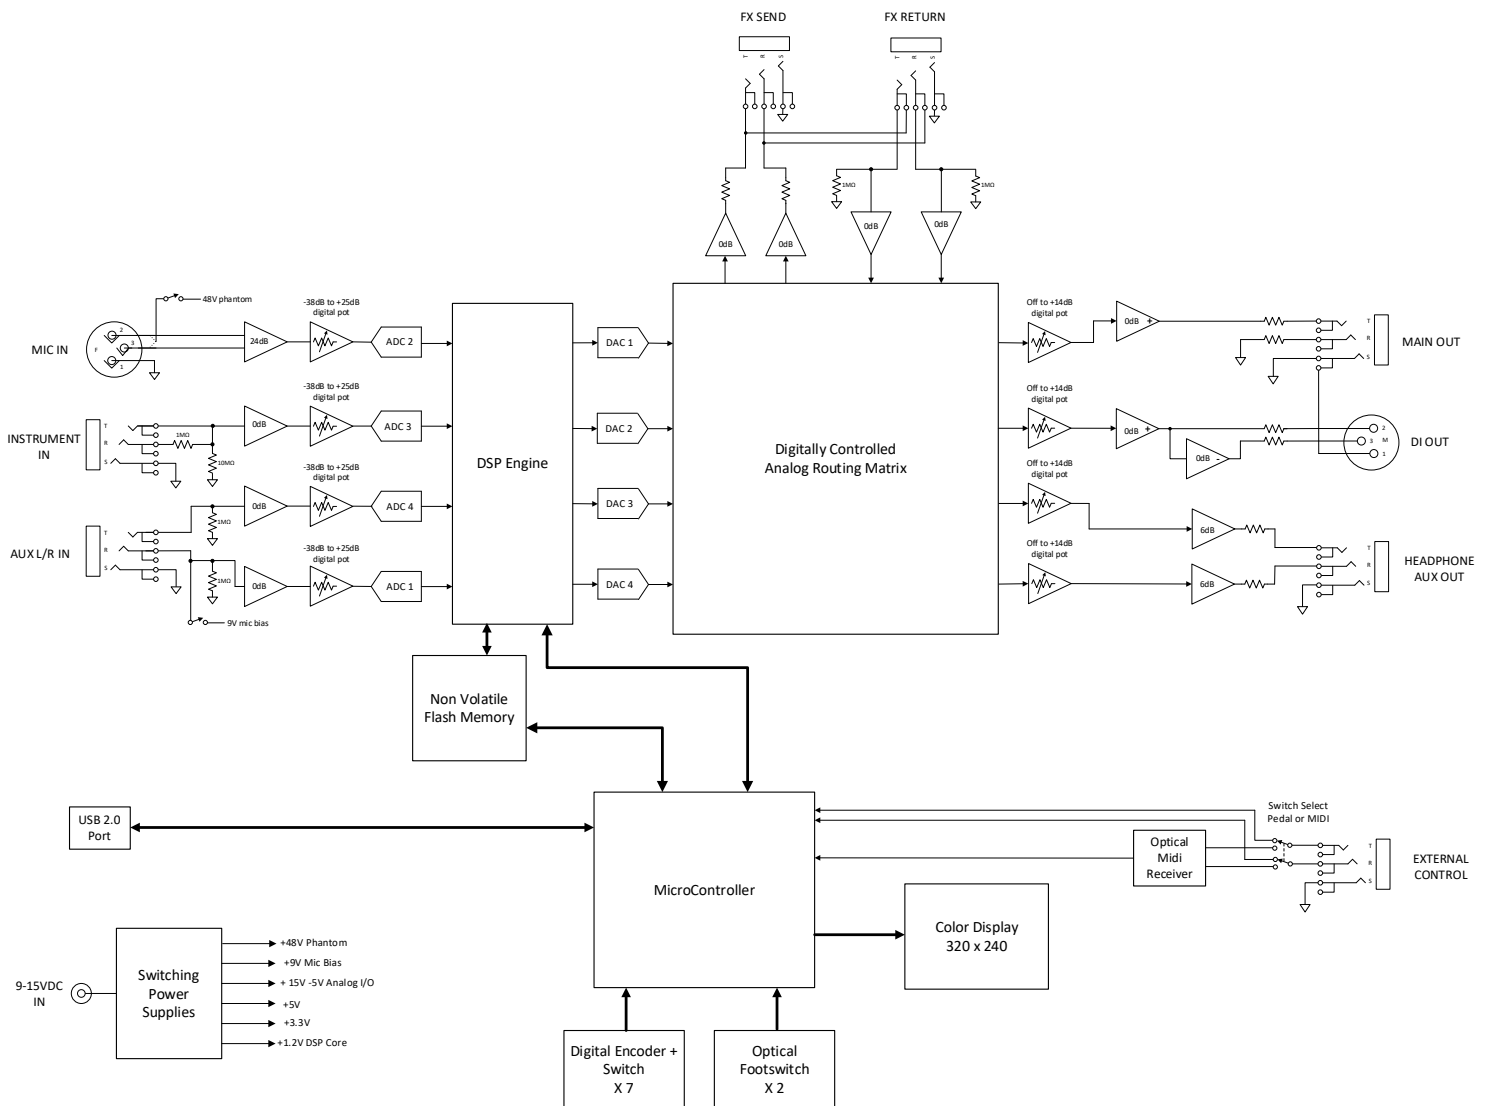 FX SEND
FX RETURN
T
R
S
T
R
S
1MΩ
1MΩ
0dB
0dB
0dB
0dB
48V phantom
-38dB to +25dB
digital pot
MIC IN
F
2
3
1
24dB
ADC 2
INSTRUMENT
IN
T
R
S
1MΩ
10MΩ
0dB
-38dB to +25dB
digital pot
ADC 3
AUX L/R IN
T
R
S
1MΩ
0dB
-38dB to +25dB
digital pot
ADC 4
1MΩ
0dB
-38dB to +25dB
digital pot
ADC 1
9V mic bias
DSP Engine
DAC 1
DAC 2
DAC 3
DAC 4
Digitally Controlled
Analog Routing Matrix
Off to +14dB
digital pot
0dB
+
T
R
S
MAIN OUT
Off to +14dB
digital pot
0dB
+
0dB
-
2
3
M
1
DI OUT
Off to +14dB
digital pot
6dB
Off to +14dB
digital pot
6dB
T
R
S
HEADPHONE
AUX OUT
Non Volatile
Flash Memory
USB 2.0
Port
MicroController
Switch Select
Pedal or MIDI
Optical
Midi
Receiver
T
R
S
EXTERNAL
CONTROL
Color Display
320 x 240
9-15VDC
IN
Switching
Power
Supplies
+48V Phantom
+9V Mic Bias
+ 15V -5V Analog I/O
+5V
+3.3V
+1.2V DSP Core
Digital Encoder +
Switch
X 7
Optical
Footswitch
X 2